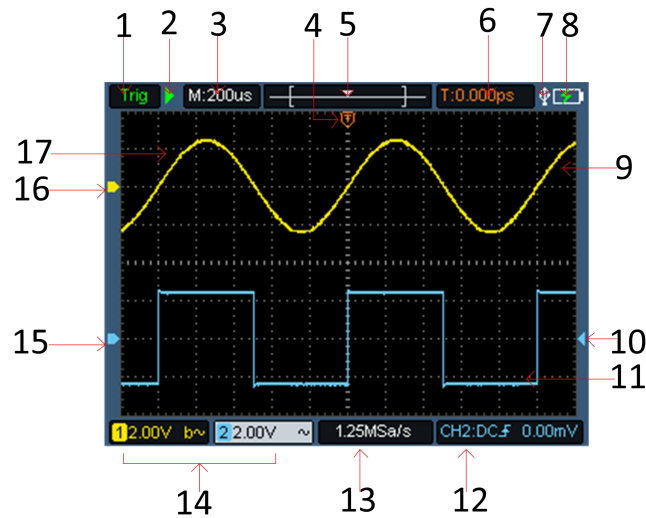 1 2 3 4 5 6 7 8
Trig M:200us T:0.000ps
T
17 9
16
15 10
11
1 2.00V b~ 2 2.00V ~ 1.25MSa/s CH2:DC 0.00mV
14 13 12